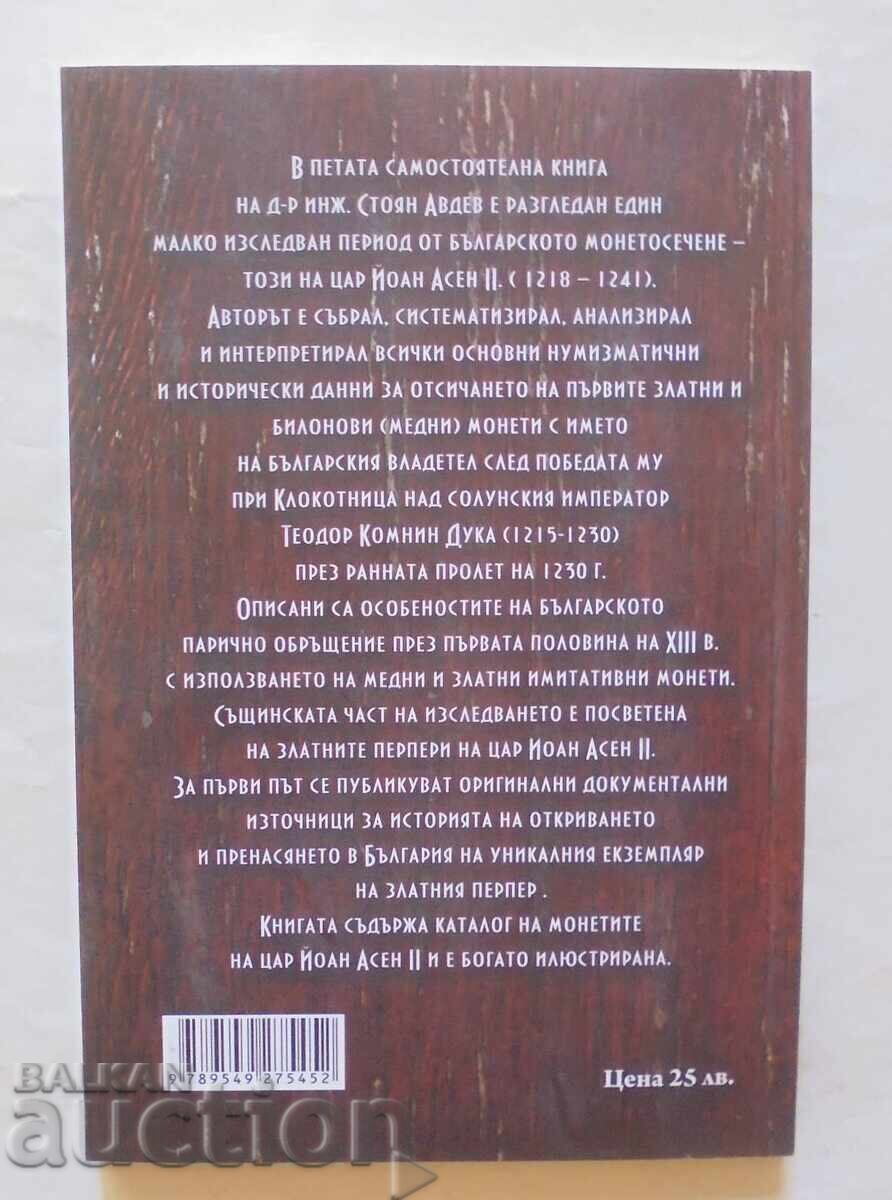 В петата самостоятелна книга
на д-р инж. Стоян Авдев е разгледан един
малко изследван период от българското монетосечене –
този на цар Йоан Асен II. ( 1218 – 1241).
Авторът е събрал, систематизирал, анализирал
и интерпретирал всички основни нумизматични
и исторически данни за отсичането на първите златни и
билонови (медни) монети с името
на българския владетел след победата му
при Клокотница над солунския император
Теодор Комнин Дука (1215-1230)
през ранната пролет на 1230 г.
Описани са особеностите на българското
парично обръщение през първата половина на XIII в.
с използването на медни и златни имитативни монети.
Същинската част на изследването е посветена
на златните перпери на цар Йоан Асен II.
За първи път се публикуват оригинални документални
източници за историята на откриването
и пренасянето в България на уникалния екземпляр
на златния перпер .
Книгата съдържа каталог на монетите
на цар Йоан Асен II и е богато илюстрирана.
9 789549 275452
Цена 25 лв.
BALKAN
auction